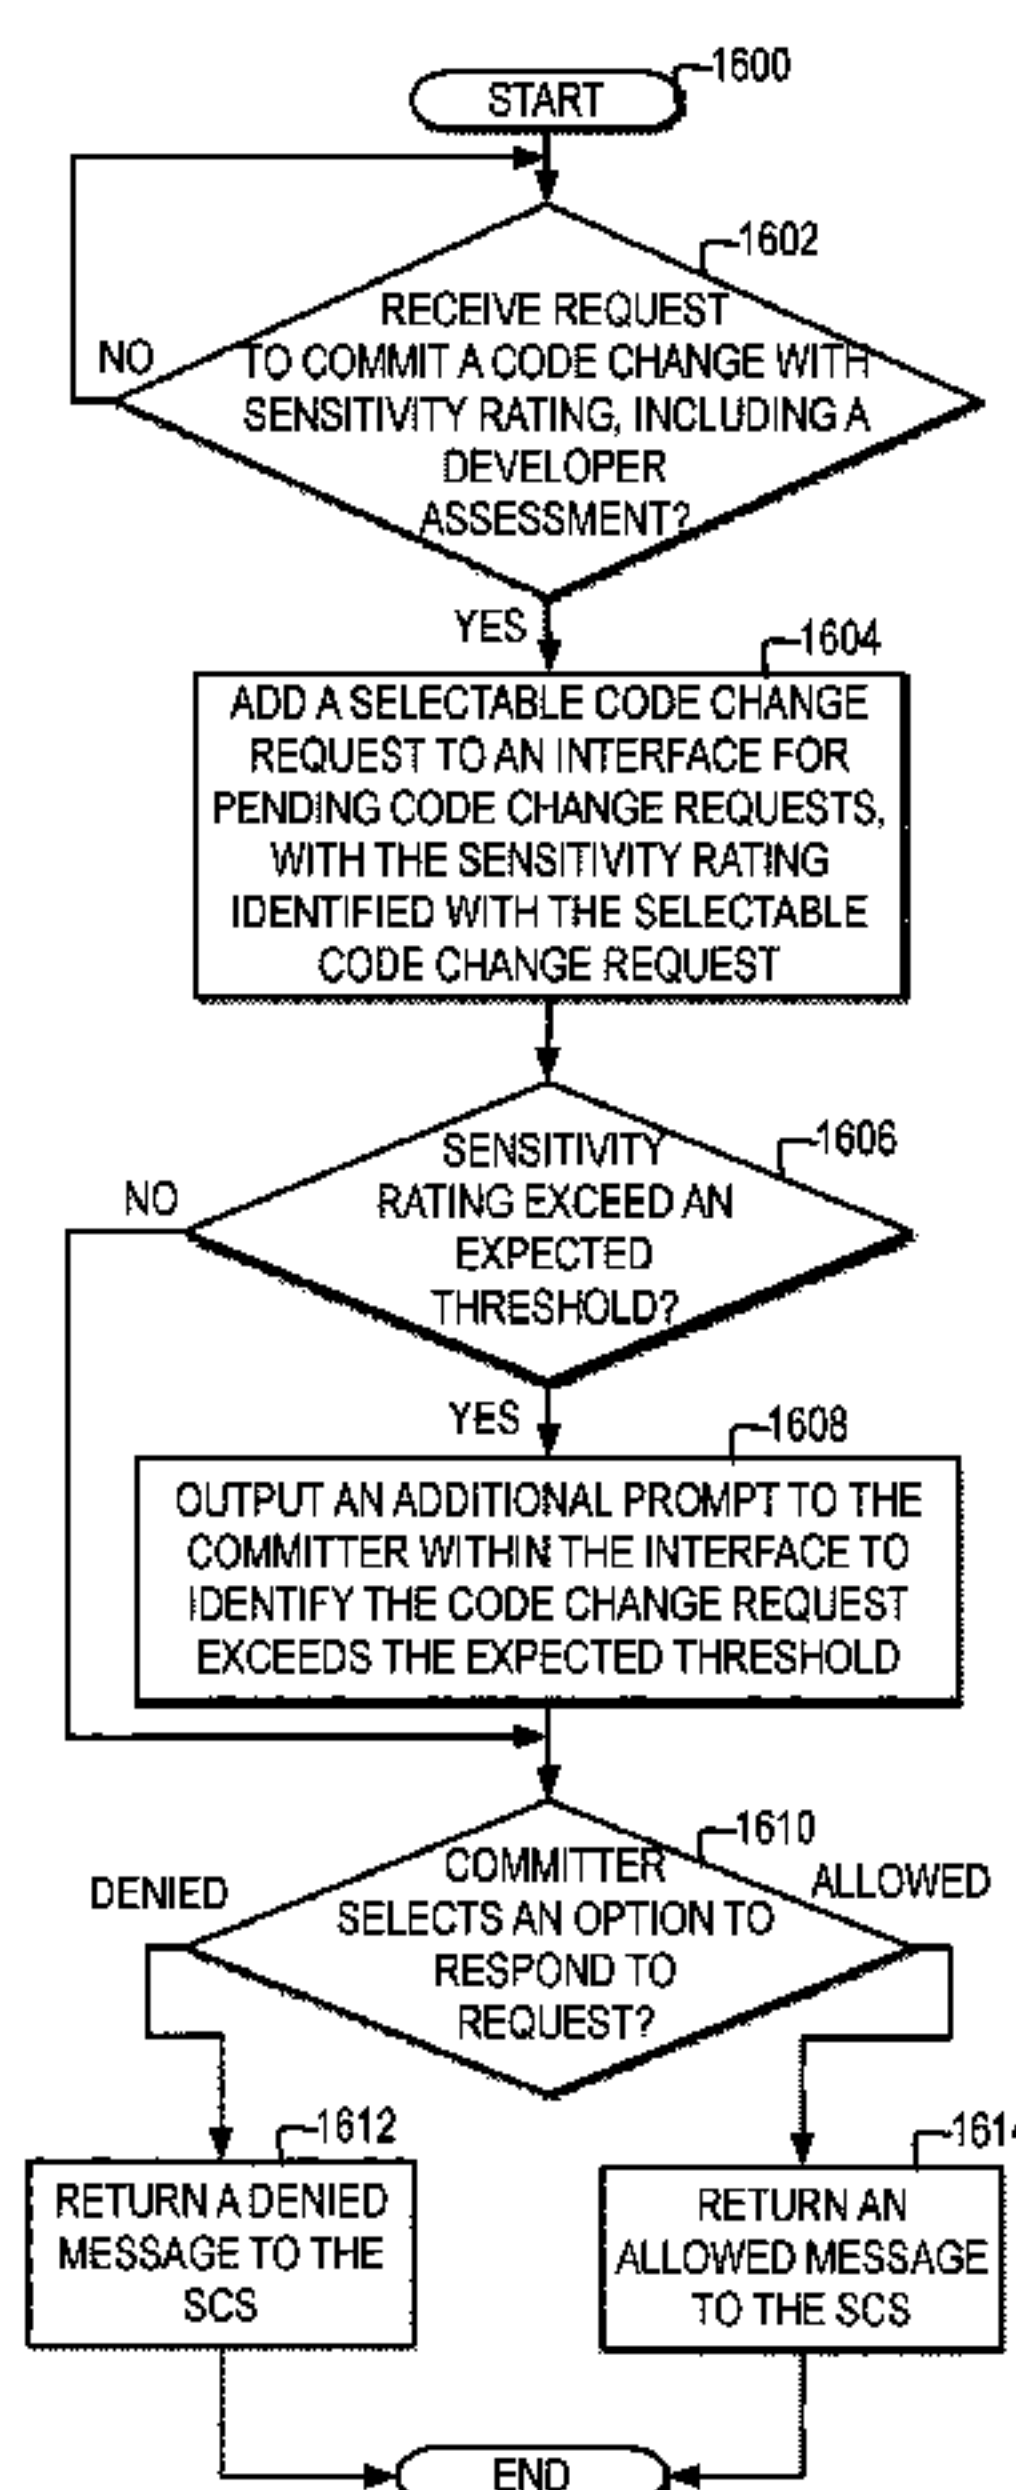 1600
START
1602
RECEIVE REQUEST
TO COMMIT A CODE CHANGE WITH
SENSITIVITY RATING, INCLUDING A
DEVELOPER
ASSESSMENT?
NO
YES
1604
ADD A SELECTABLE CODE CHANGE
REQUEST TO AN INTERFACE FOR
PENDING CODE CHANGE REQUESTS,
WITH THE SENSITIVITY RATING
IDENTIFIED WITH THE SELECTABLE
CODE CHANGE REQUEST
1606
SENSITIVITY
RATING EXCEED AN
EXPECTED
THRESHOLD?
NO
YES
1608
OUTPUT AN ADDITIONAL PROMPT TO THE
COMMITTER WITHIN THE INTERFACE TO
IDENTIFY THE CODE CHANGE REQUEST
EXCEEDS THE EXPECTED THRESHOLD
1610
COMMITTER
SELECTS AN OPTION TO
RESPOND TO
REQUEST?
DENIED
ALLOWED
1612
RETURN A DENIED
MESSAGE TO THE
SCS
1614
RETURN AN
ALLOWED MESSAGE
TO THE SCS
END